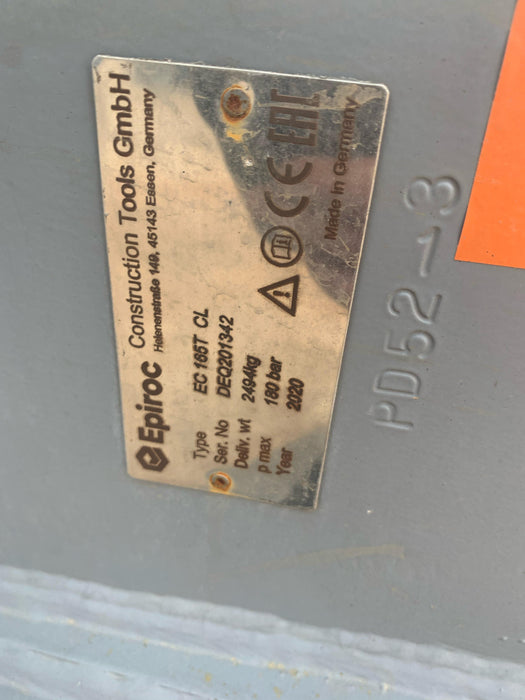 Epiroc Construction Tools GmbH
Helenenstraße 149, 45143 Essen, Germany
Type EC 165T CL
Ser. No DEQ201342
Deliv. wt 2494kg
p max 180 bar
Year 2020
CE EAC
Made in Germany
PD52-13